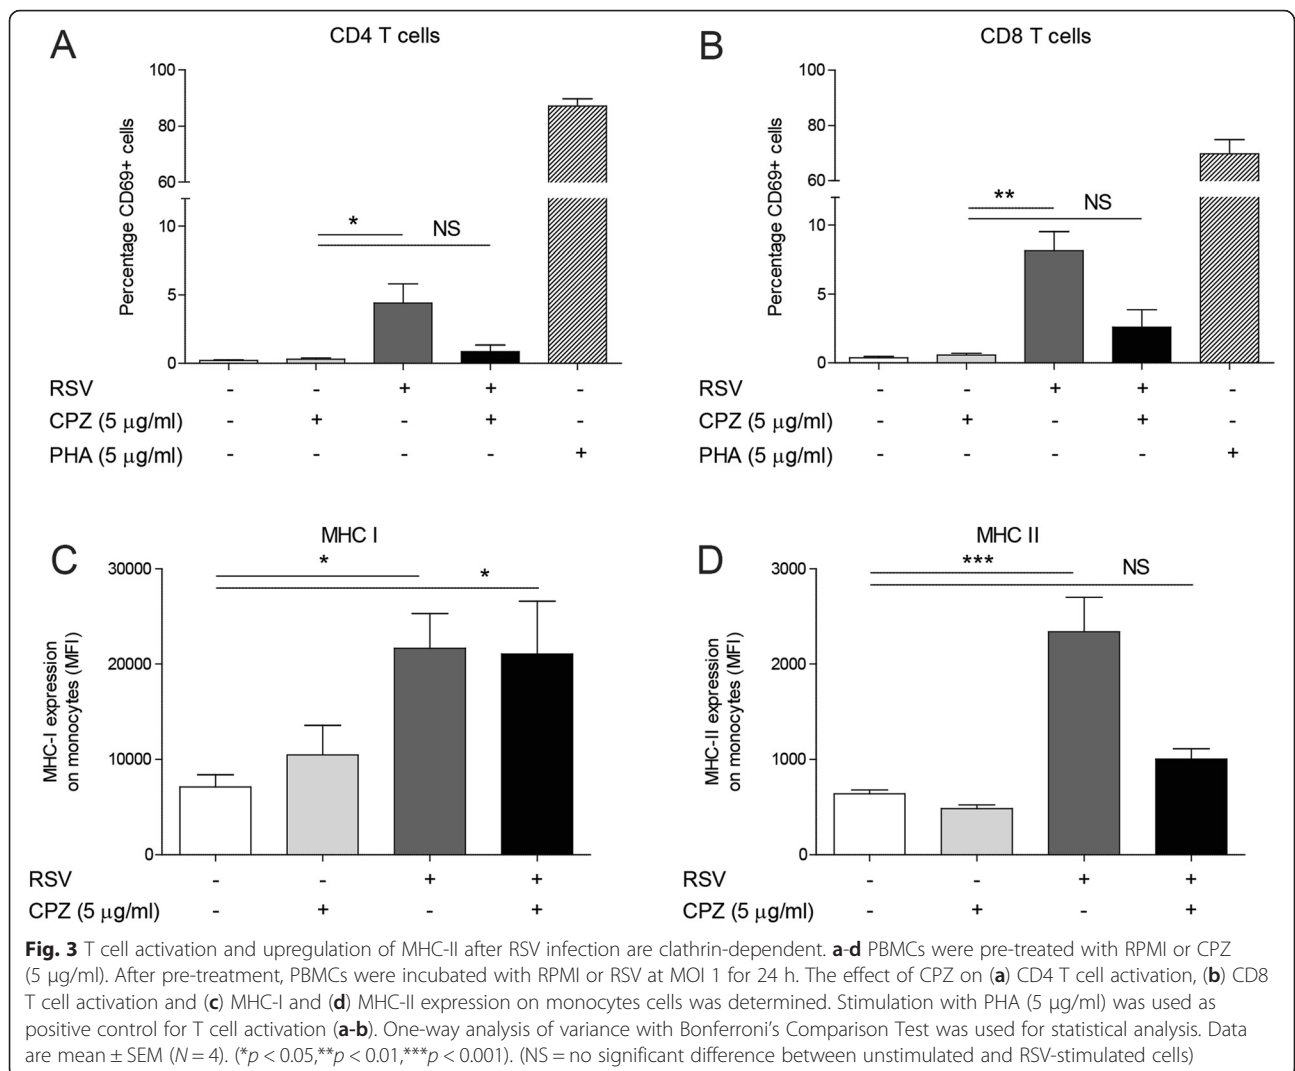 A
CD4 T cells
Percentage CD69+ cells
100
80
60
10
5
0
*
NS
RSV - - + + -
CPZ (5 µg/ml) - + - + -
PHA (5 µg/ml) - - - - +
B
CD8 T cells
Percentage CD69+ cells
100
80
60
10
5
0
**
NS
RSV - - + + -
CPZ (5 µg/ml) - + - + -
PHA (5 µg/ml) - - - - +
C
MHC I
MHC-I expression
on monocytes (MFI)
30000
20000
10000
0
*
*
RSV - - + +
CPZ (5 µg/ml) - + - +
D
MHC II
MHC-II expression
on monocytes (MFI)
3000
2000
1000
0
***
NS
RSV - - + +
CPZ (5 µg/ml) - + - +
Fig. 3 T cell activation and upregulation of MHC-II after RSV infection are clathrin-dependent. a-d PBMCs were pre-treated with RPMI or CPZ
(5 µg/ml). After pre-treatment, PBMCs were incubated with RPMI or RSV at MOI 1 for 24 h. The effect of CPZ on (a) CD4 T cell activation, (b) CD8
T cell activation and (c) MHC-I and (d) MHC-II expression on monocytes cells was determined. Stimulation with PHA (5 µg/ml) was used as
positive control for T cell activation (a-b). One-way analysis of variance with Bonferroni's Comparison Test was used for statistical analysis. Data
are mean ± SEM (N = 4). (*p < 0.05,**p < 0.01,***p < 0.001). (NS = no significant difference between unstimulated and RSV-stimulated cells)